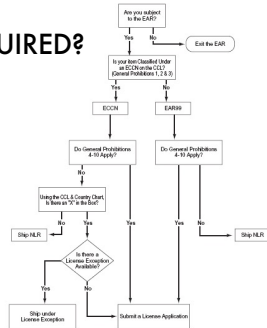 Are you subject
to the EAR?
UIRED?
Yes
No
Exit the EAR
Is your item Classified Under
an ECCN on the CCL?
(General Prohibitions 1, 2 & 3)
Yes
No
ECCN
EAR99
Do General Prohibitions
4-10 Apply?
Do General Prohibitions
4-10 Apply?
No
Yes
Yes
No
Using the CCL & Country Chart,
Is there an "X" in the Box?
No
Yes
Ship NLR
Ship NLR
Is there a
License Exception
Available?
Yes
No
Ship under
License Exception
Submit a License Application